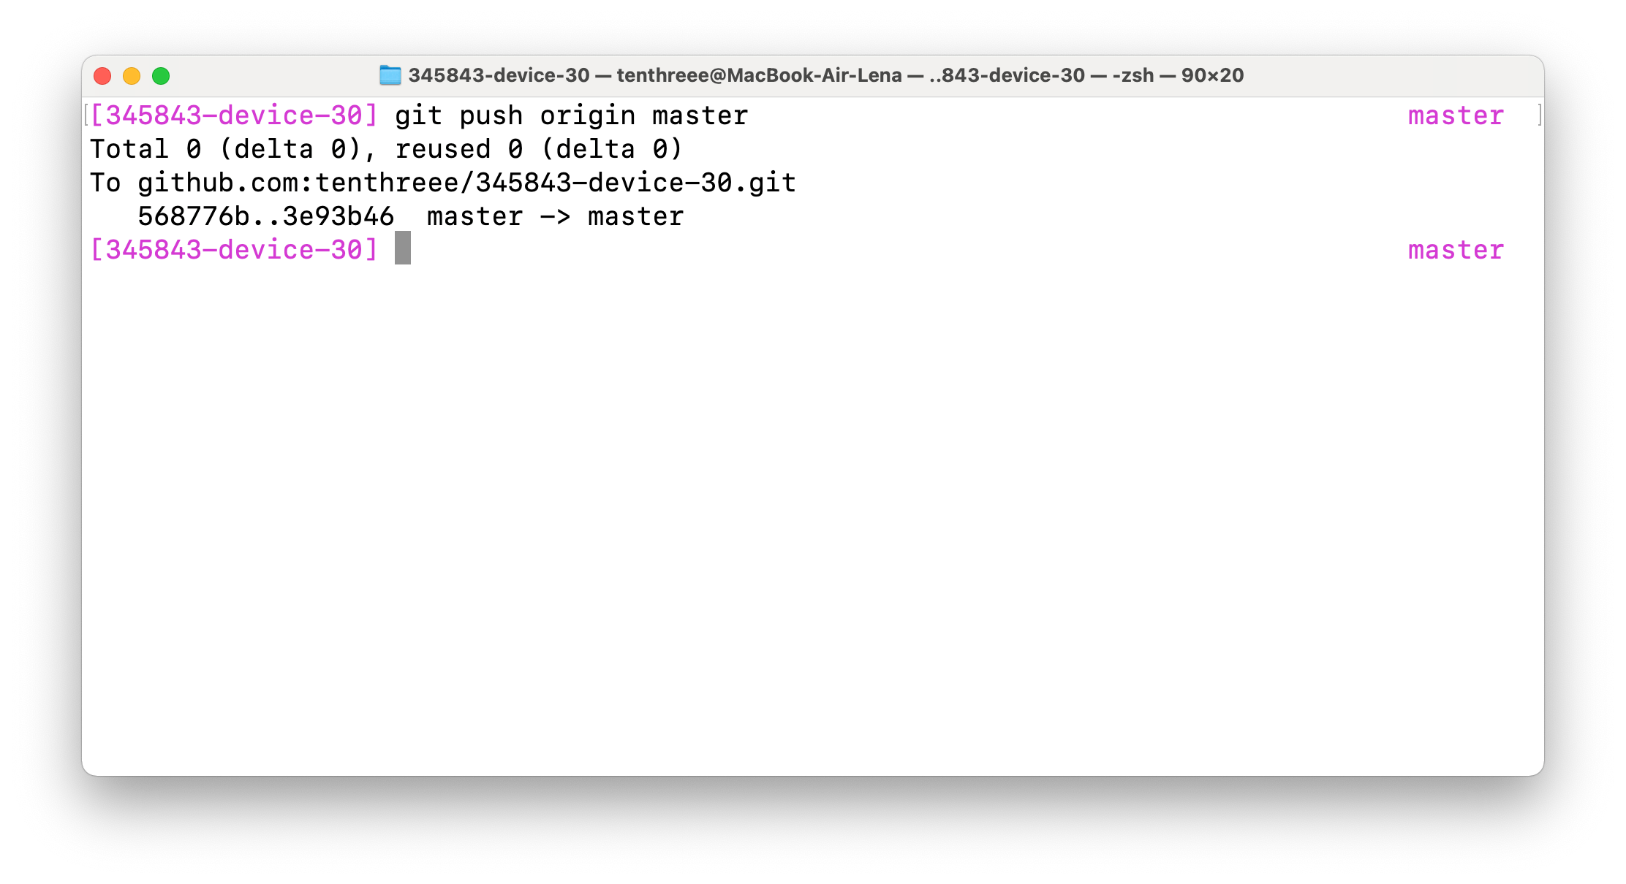 345843-device-30 — tenthreee@MacBook-Air-Lena — ..843-device-30 — -zsh — 90×20
[[345843-device-30] git push origin master master ]
Total 0 (delta 0), reused 0 (delta 0)
To github.com:tenthreee/345843-device-30.git
568776b..3e93b46 master -> master
[345843-device-30] master